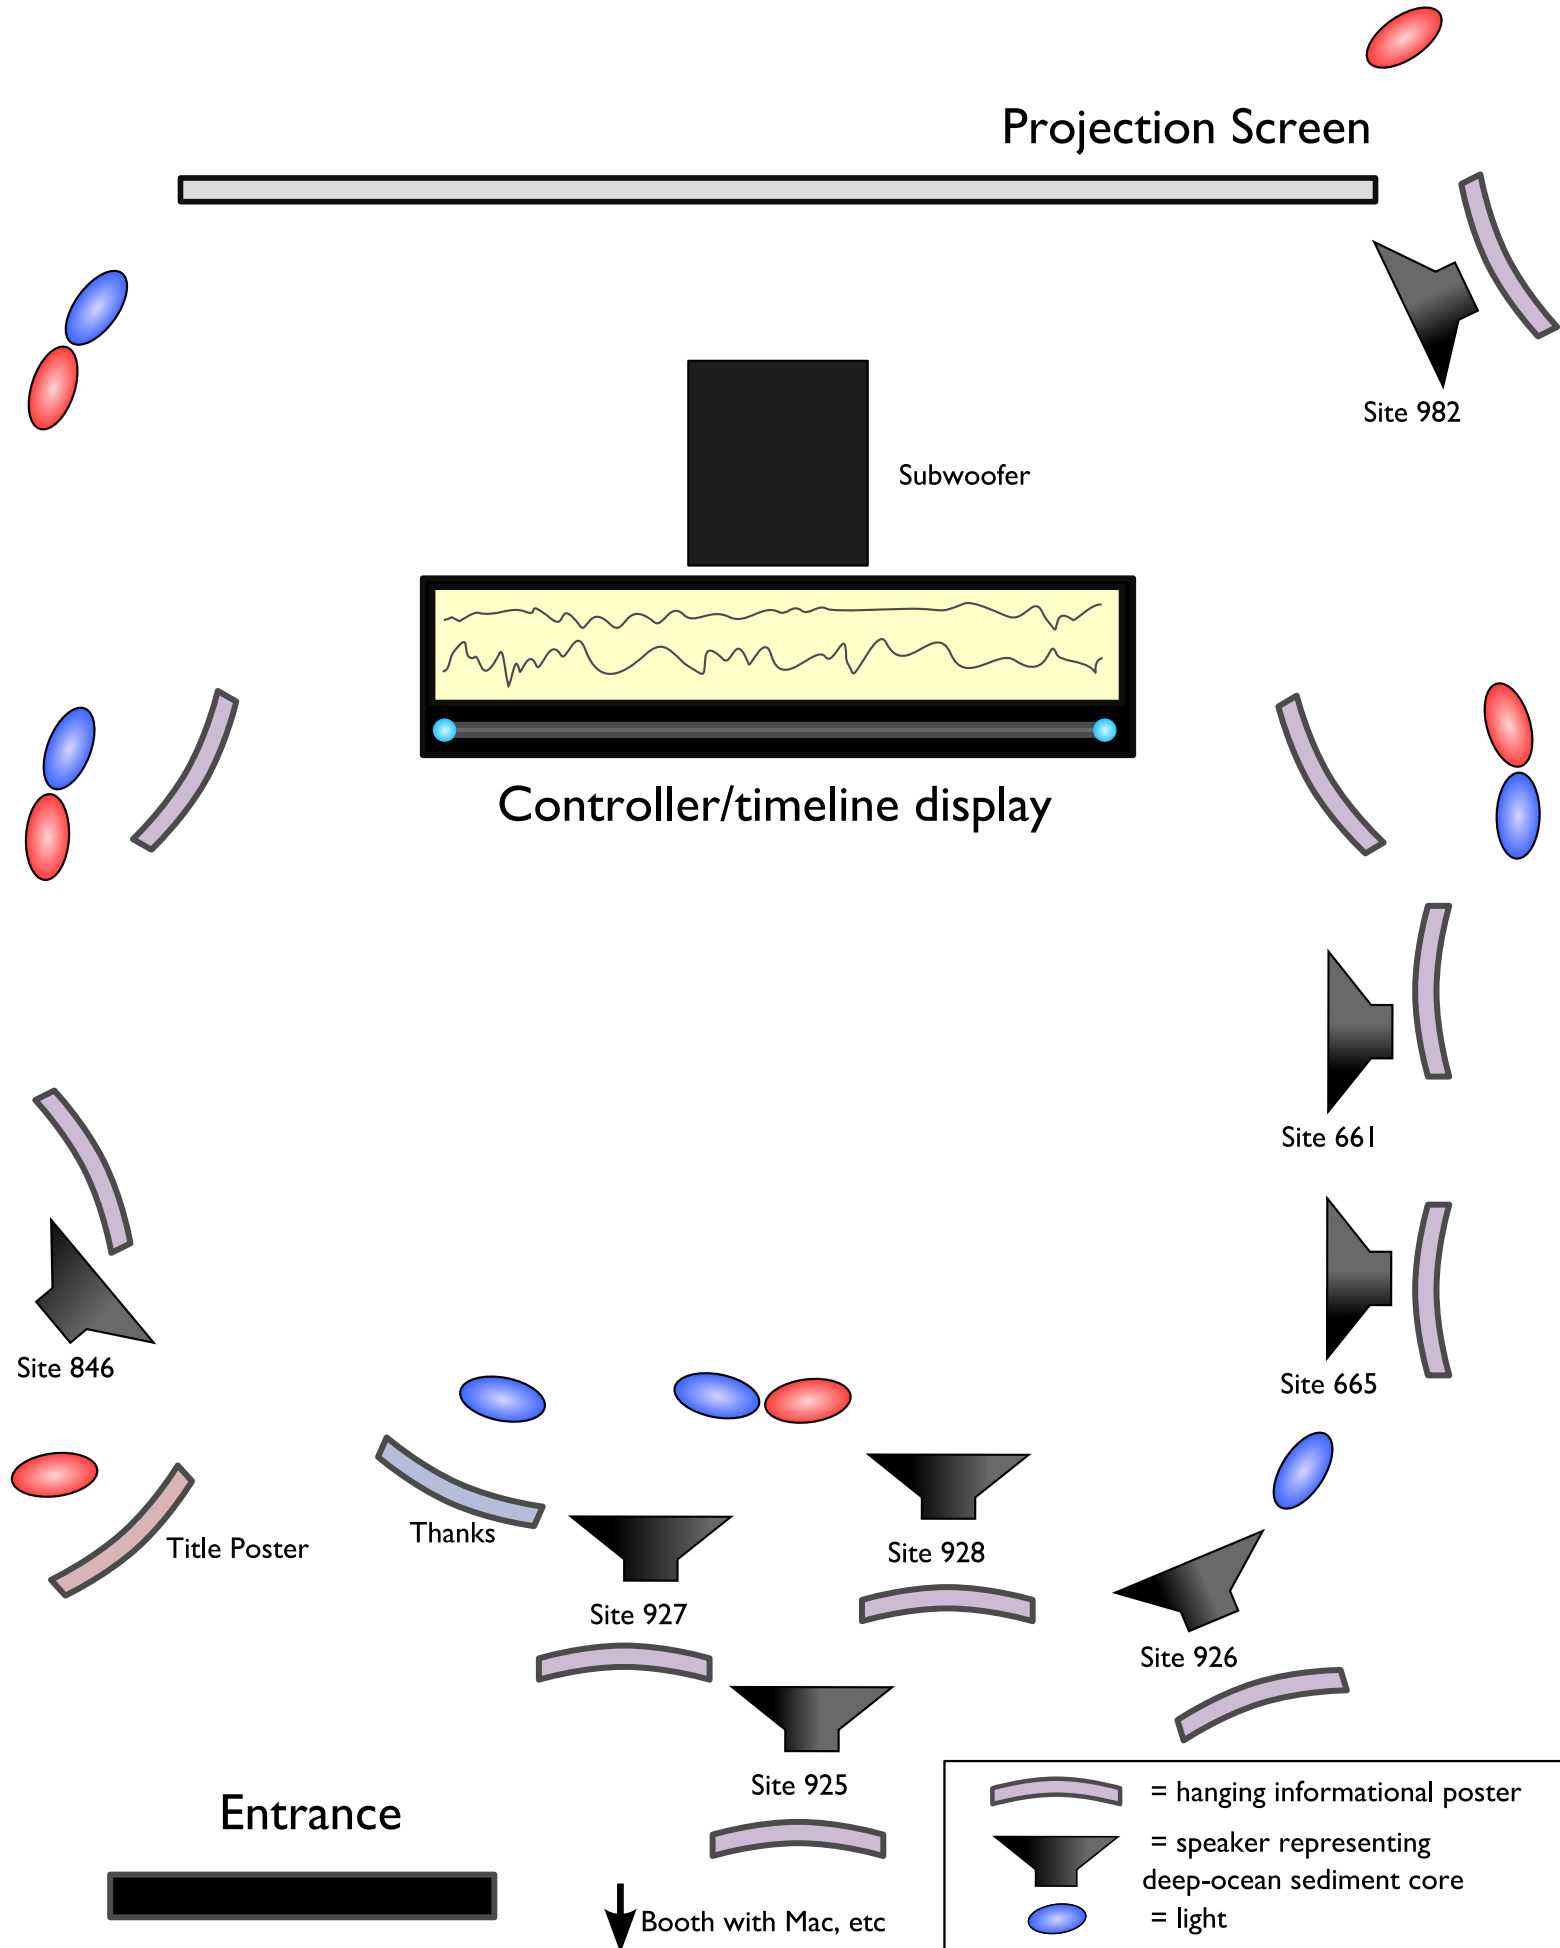 Projection Screen
Site 982
Subwoofer
Controller/timeline display
Site 661
Site 846
Site 665
Title Poster
Thanks
Site 928
Site 927
Site 926
Site 925
Entrance
Booth with Mac, etc
= hanging informational poster
= speaker representing
deep-ocean sediment core
= light